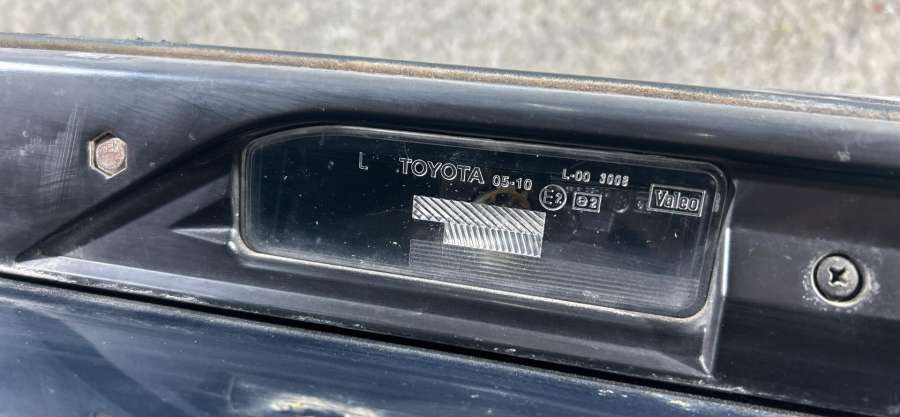 L TOYOTA 05-10 L-00 3008
E2 e2 Valeo